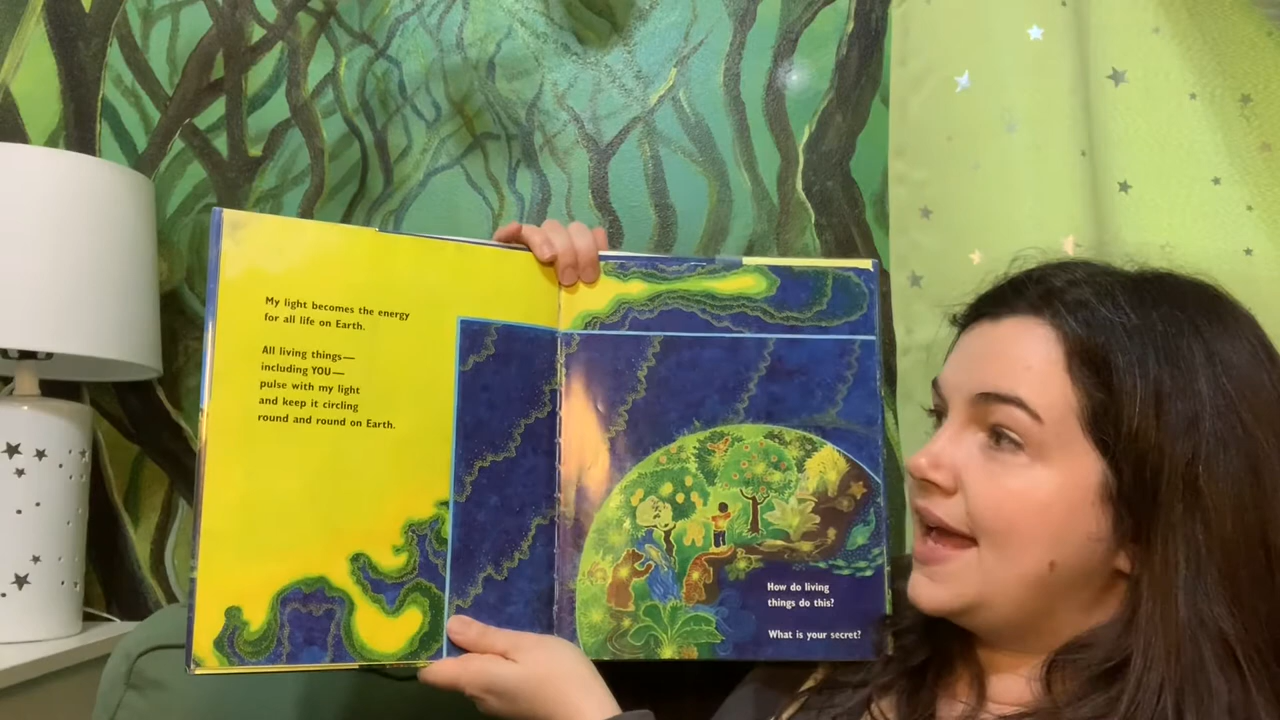 My light becomes the energy
for all life on Earth.
All living things—
including YOU—
pulse with my light
and keep it circling
round and round on Earth.
How do living
things do this?
What is your secret?